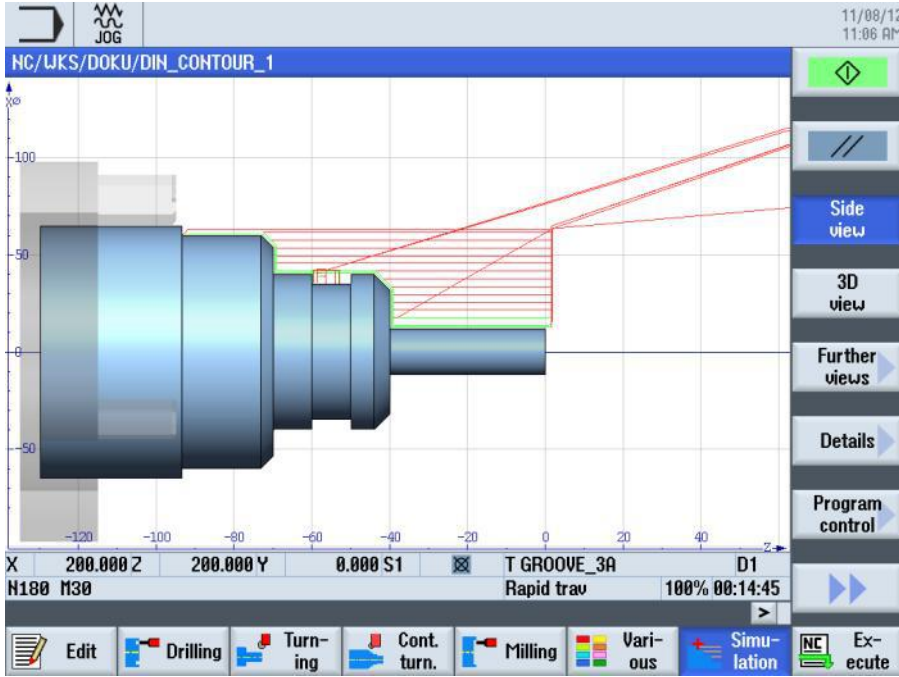 11/08/12
11:06 AM
JOG
NC/WKS/DOKU/DIN_CONTOUR_1
XØ
100
50
0
-50
-120 -100 -80 -60 -40 -20 0 20 40 Z
Side
view
3D
view
Further
views
Details
Program
control
X 200.000 Z 200.000 Y 0.000 S1 T GROOVE_3A D1
N180 M30 Rapid trav 100% 00:14:45
>
Edit
Drilling
Turn-
ing
Cont.
turn.
Milling
Vari-
ous
Simu-
lation
NC
Ex-
ecute